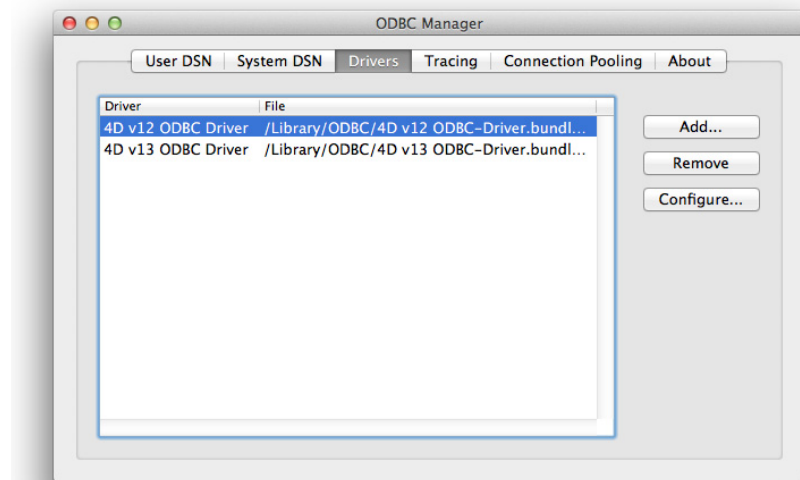 ODBC Manager
User DSN System DSN Drivers Tracing Connection Pooling About
Driver File
4D v12 ODBC Driver /Library/ODBC/4D v12 ODBC-Driver.bundl...
4D v13 ODBC Driver /Library/ODBC/4D v13 ODBC-Driver.bundl...
Add...
Remove
Configure...